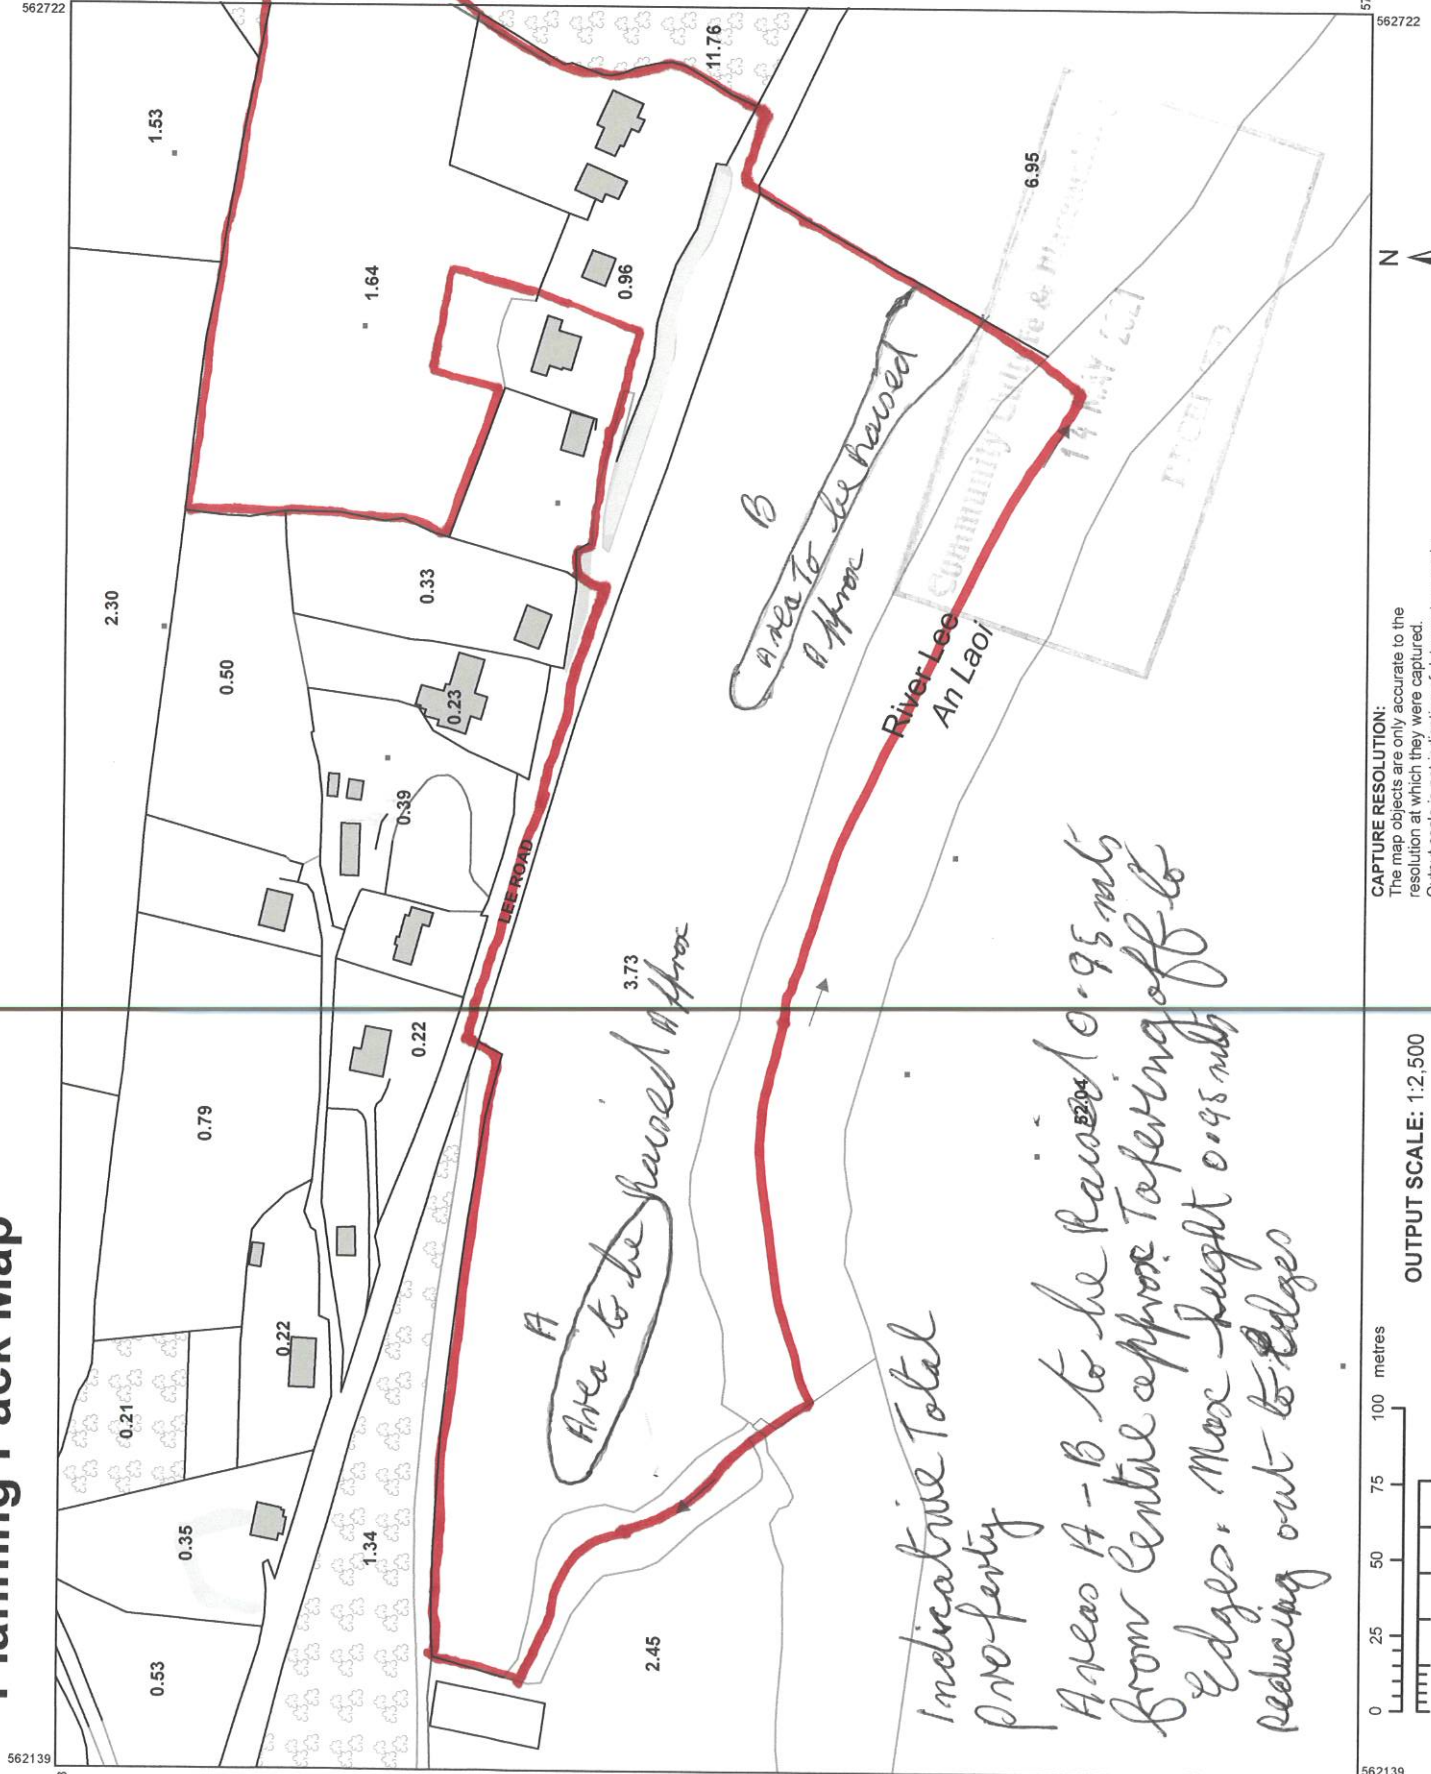 Planning Pack Map
562722
562722
562139
562139
1.53
11.76
1.64
0.96
6.95
2.30
0.50
0.33
0.23
0.39
LEE ROAD
3.73
0.22
0.79
0.22
0.21
0.35
1.34
0.53
2.45
52.04
River Lee
An Laoi
B
Area To be Raised
Approx
A
Area to be Raised Approx
Indicative Total
property
Areas A - B to be Raised 0.95 mts
from Centre approx Tapering off to
Edges. Max height 0.95 mts
reducing out to Edges
Community Culture &
14 MAY 2021
N
CAPTURE RESOLUTION:
The map objects are only accurate to the
resolution at which they were captured.
OUTPUT SCALE: 1:2,500
0 25 50 75 100 metres